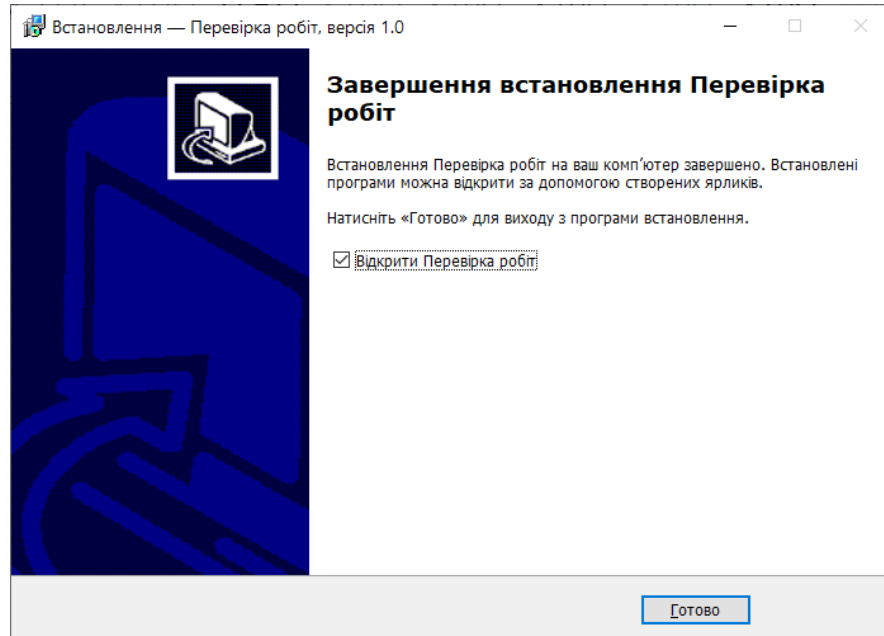 Встановлення — Перевірка робіт, версія 1.0
Завершення встановлення Перевірка
робіт
Встановлення Перевірка робіт на ваш комп’ютер завершено. Встановлені
програми можна відкрити за допомогою створених ярликів.
Натисніть «Готово» для виходу з програми встановлення.
Відкрити Перевірка робіт
Готово